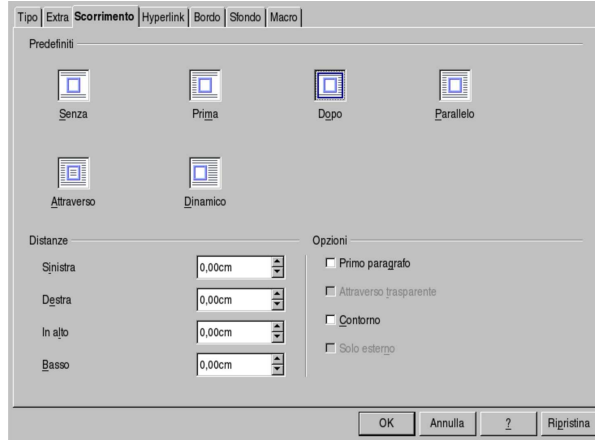 Tipo Extra Scorrimento Hyperlink Bordo Sfondo Macro
Predefiniti
Senza Prima Dopo Parallelo
Attraverso Dinamico
Distanze Opzioni
Sinistra 0,00cm Primo paragrafo
Destra 0,00cm Attraverso trasparente
In alto 0,00cm Contorno
Basso 0,00cm Solo esterno
OK Annulla ? Ripristina